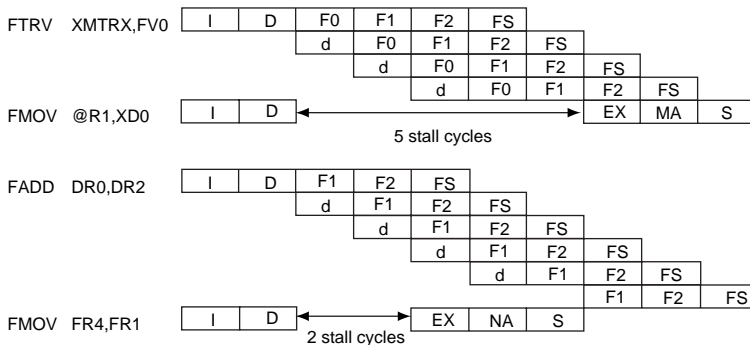 FTRV XMTRX,FV0 I D F0 F1 F2 FS
d F0 F1 F2 FS
d F0 F1 F2 FS
d F0 F1 F2 FS
FMOV @R1,XD0 I D EX MA S
5 stall cycles
FADD DR0,DR2 I D F1 F2 FS
d F1 F2 FS
d F1 F2 FS
d F1 F2 FS
d F1 F2 FS
F1 F2 FS
FMOV FR4,FR1 I D EX NA S
2 stall cycles